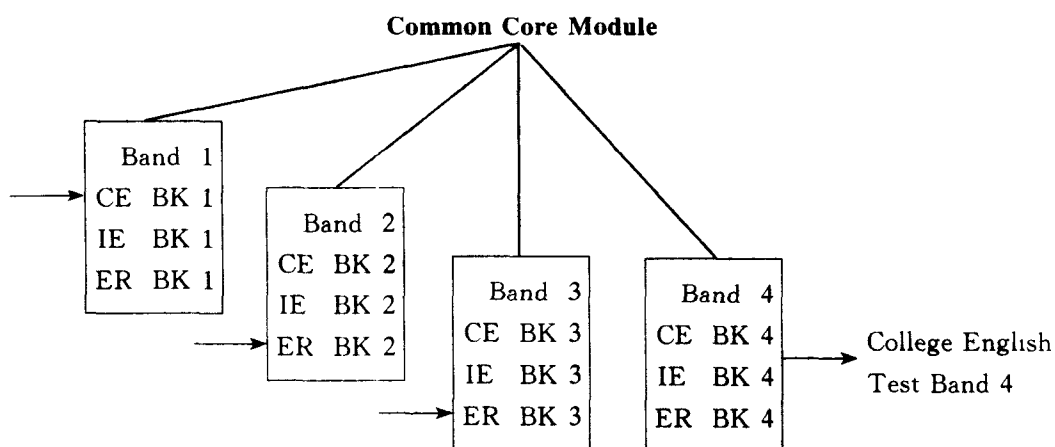 Common Core Module
Band 1
CE BK 1
IE BK 1
ER BK 1
Band 2
CE BK 2
IE BK 2
ER BK 2
Band 3
CE BK 3
IE BK 3
ER BK 3
Band 4
CE BK 4
IE BK 4
ER BK 4
College English
Test Band 4